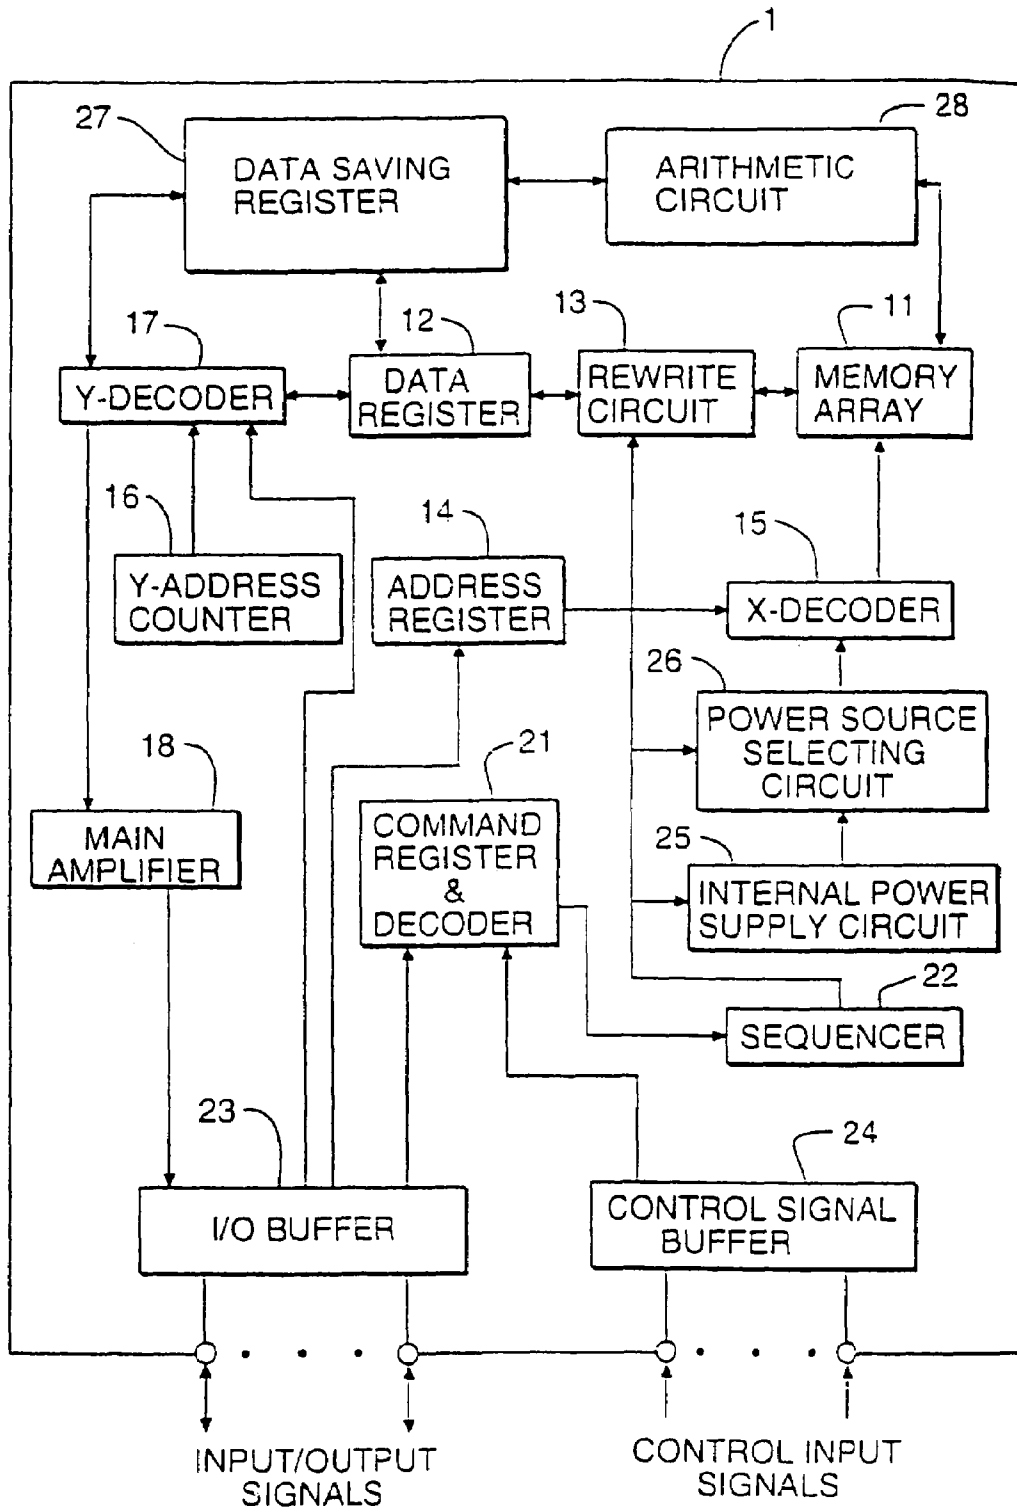 1
27
28
DATA SAVING
REGISTER
ARITHMETIC
CIRCUIT
17
12
13
11
Y-DECODER
DATA
REGISTER
REWRITE
CIRCUIT
MEMORY
ARRAY
16
14
15
Y-ADDRESS
COUNTER
ADDRESS
REGISTER
X-DECODER
26
18
21
POWER SOURCE
SELECTING
CIRCUIT
MAIN
AMPLIFIER
COMMAND
REGISTER
&
DECODER
25
INTERNAL POWER
SUPPLY CIRCUIT
22
SEQUENCER
23
24
I/O BUFFER
CONTROL SIGNAL
BUFFER
INPUT/OUTPUT
SIGNALS
CONTROL INPUT
SIGNALS